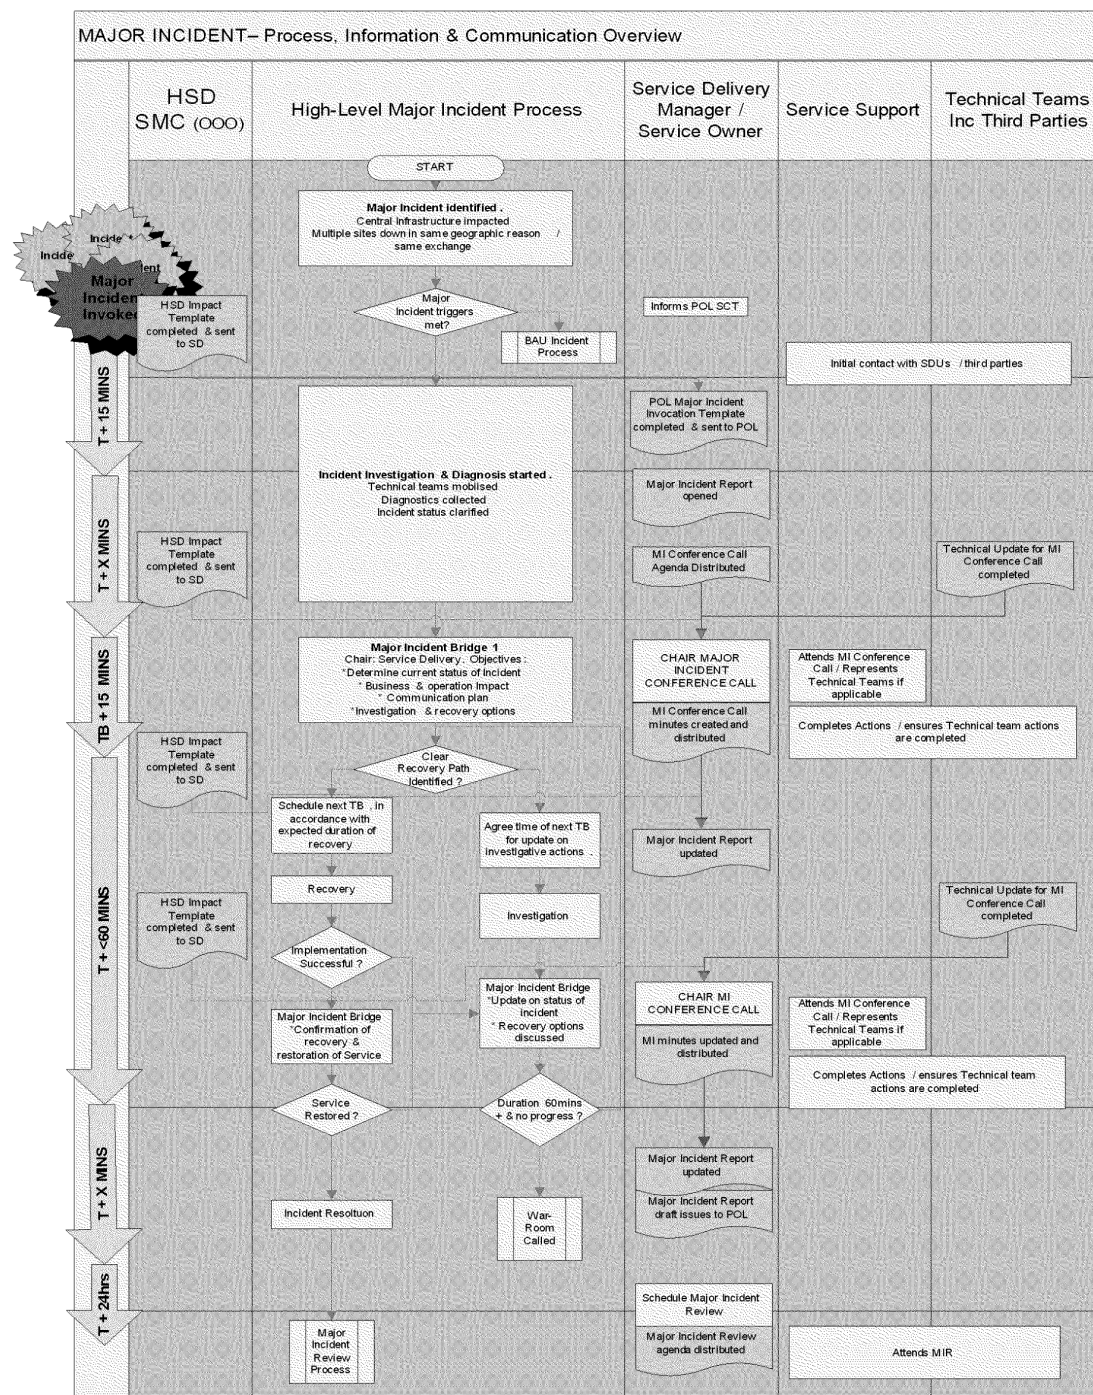 MAJOR INCIDENT– Process, Information & Communication Overview
HSD
SMC (OOO)
High-Level Major Incident Process
Service Delivery
Manager /
Service Owner
Service Support
Technical Teams
Inc Third Parties
START
Major Incident identified .
Central Infrastructure impacted
Multiple sites down in same geographic reason /
same exchange
Major
Incident
Invoked
HSD Impact
Template
completed & sent
to SD
Major
Incident triggers
met?
BAU Incident
Process
Informs POL SCT
Initial contact with SDUs / third parties
T + 15 MINS
POL Major Incident
Invocation Template
completed & sent to POL
Incident Investigation & Diagnosis started .
Technical teams mobilised
Diagnostics collected
Incident status clarified
Major Incident Report
opened
T + X MINS
HSD Impact
Template
completed & sent
to SD
MI Conference Call
Agenda Distributed
Technical Update for MI
Conference Call
completed
TB + 15 MINS
Major Incident Bridge 1
Chair: Service Delivery. Objectives:
*Determine current status of Incident
* Business & operation Impact
* Communication plan
*Investigation & recovery options
CHAIR MAJOR
INCIDENT
CONFERENCE CALL
MI Conference Call
minutes created and
distributed
Attends MI Conference
Call / Represents
Technical Teams if
applicable
Completes Actions / ensures Technical team actions
are completed
HSD Impact
Template
completed & sent
to SD
Clear
Recovery Path
Identified ?
Schedule next TB , in
accordance with
expected duration of
recovery
Agree time of next TB
for update on
investigative actions .
Major Incident Report
updated
T + <60 MINS
HSD Impact
Template
completed & sent
to SD
Recovery
Investigation
Technical Update for MI
Conference Call
completed
Implementation
Successful ?
Major Incident Bridge
*Confirmation of
recovery &
restoration of Service
Major Incident Bridge
*Update on status of
incident
* Recovery options
discussed
CHAIR MI
CONFERENCE CALL
MI minutes updated and
distributed
Attends MI Conference
Call / Represents
Technical Teams if
applicable
Completes Actions / ensures Technical team
actions are completed
Service
Restored ?
Duration 60mins
+ & no progress ?
T + X MINS
Major Incident Report
updated
Major Incident Report
draft issues to POL
Incident Resoltuon
War-
Room
Called
T + 24hrs
Schedule Major Incident
Review
Major Incident Review
agenda distributed
Major
Incident
Review
Process
Attends MIR